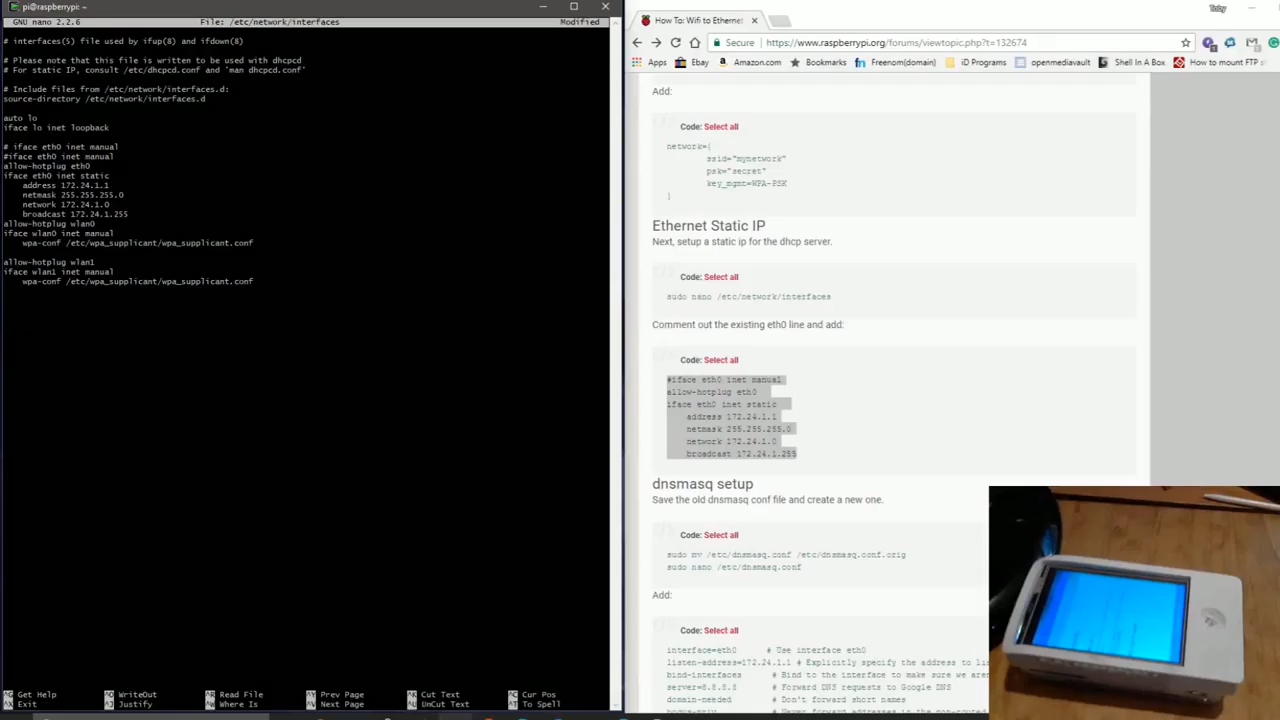 pi@raspberrypi: ~
GNU nano 2.2.6 File: /etc/network/interfaces Modified
# interfaces(5) file used by ifup(8) and ifdown(8)
# Please note that this file is written to be used with dhcpcd
# For static IP, consult /etc/dhcpcd.conf and 'man dhcpcd.conf'
# Include files from /etc/network/interfaces.d:
source-directory /etc/network/interfaces.d
auto lo
iface lo inet loopback
# iface eth0 inet manual
#iface eth0 inet manual
allow-hotplug eth0
iface eth0 inet static
address 172.24.1.1
netmask 255.255.255.0
network 172.24.1.0
broadcast 172.24.1.255
allow-hotplug wlan0
iface wlan0 inet manual
wpa-conf /etc/wpa_supplicant/wpa_supplicant.conf
allow-hotplug wlan1
iface wlan1 inet manual
wpa-conf /etc/wpa_supplicant/wpa_supplicant.conf
^G Get Help ^O WriteOut ^R Read File ^Y Prev Page ^K Cut Text ^C Cur Pos
^X Exit ^J Justify ^W Where Is ^V Next Page ^U UnCut Text ^T To Spell
Toby
How To: Wifi to Ethernet
Secure https://www.raspberrypi.org/forums/viewtopic.php?t=132674
Apps Ebay Amazon.com Bookmarks Freenom(domain) iD Programs openmediavault Shell In A Box How to mount FTP s
Add:
Code: Select all
network={
ssid="mynetwork"
psk="secret"
key_mgmt=WPA-PSK
}
Ethernet Static IP
Next, setup a static ip for the dhcp server.
Code: Select all
sudo nano /etc/network/interfaces
Comment out the existing eth0 line and add:
Code: Select all
#iface eth0 inet manual
allow-hotplug eth0
iface eth0 inet static
address 172.24.1.1
netmask 255.255.255.0
network 172.24.1.0
broadcast 172.24.1.255
dnsmasq setup
Save the old dnsmasq conf file and create a new one.
Code: Select all
sudo mv /etc/dnsmasq.conf /etc/dnsmasq.conf.orig
sudo nano /etc/dnsmasq.conf
Add:
Code: Select all
interface=eth0 # Use interface eth0
listen-address=172.24.1.1 # Explicitly specify the address to lis
bind-interfaces # Bind to the interface to make sure we aren
server=8.8.8.8 # Forward DNS requests to Google DNS
domain-needed # Don't forward short names
bogus-priv # Never forward addresses in the non-routed